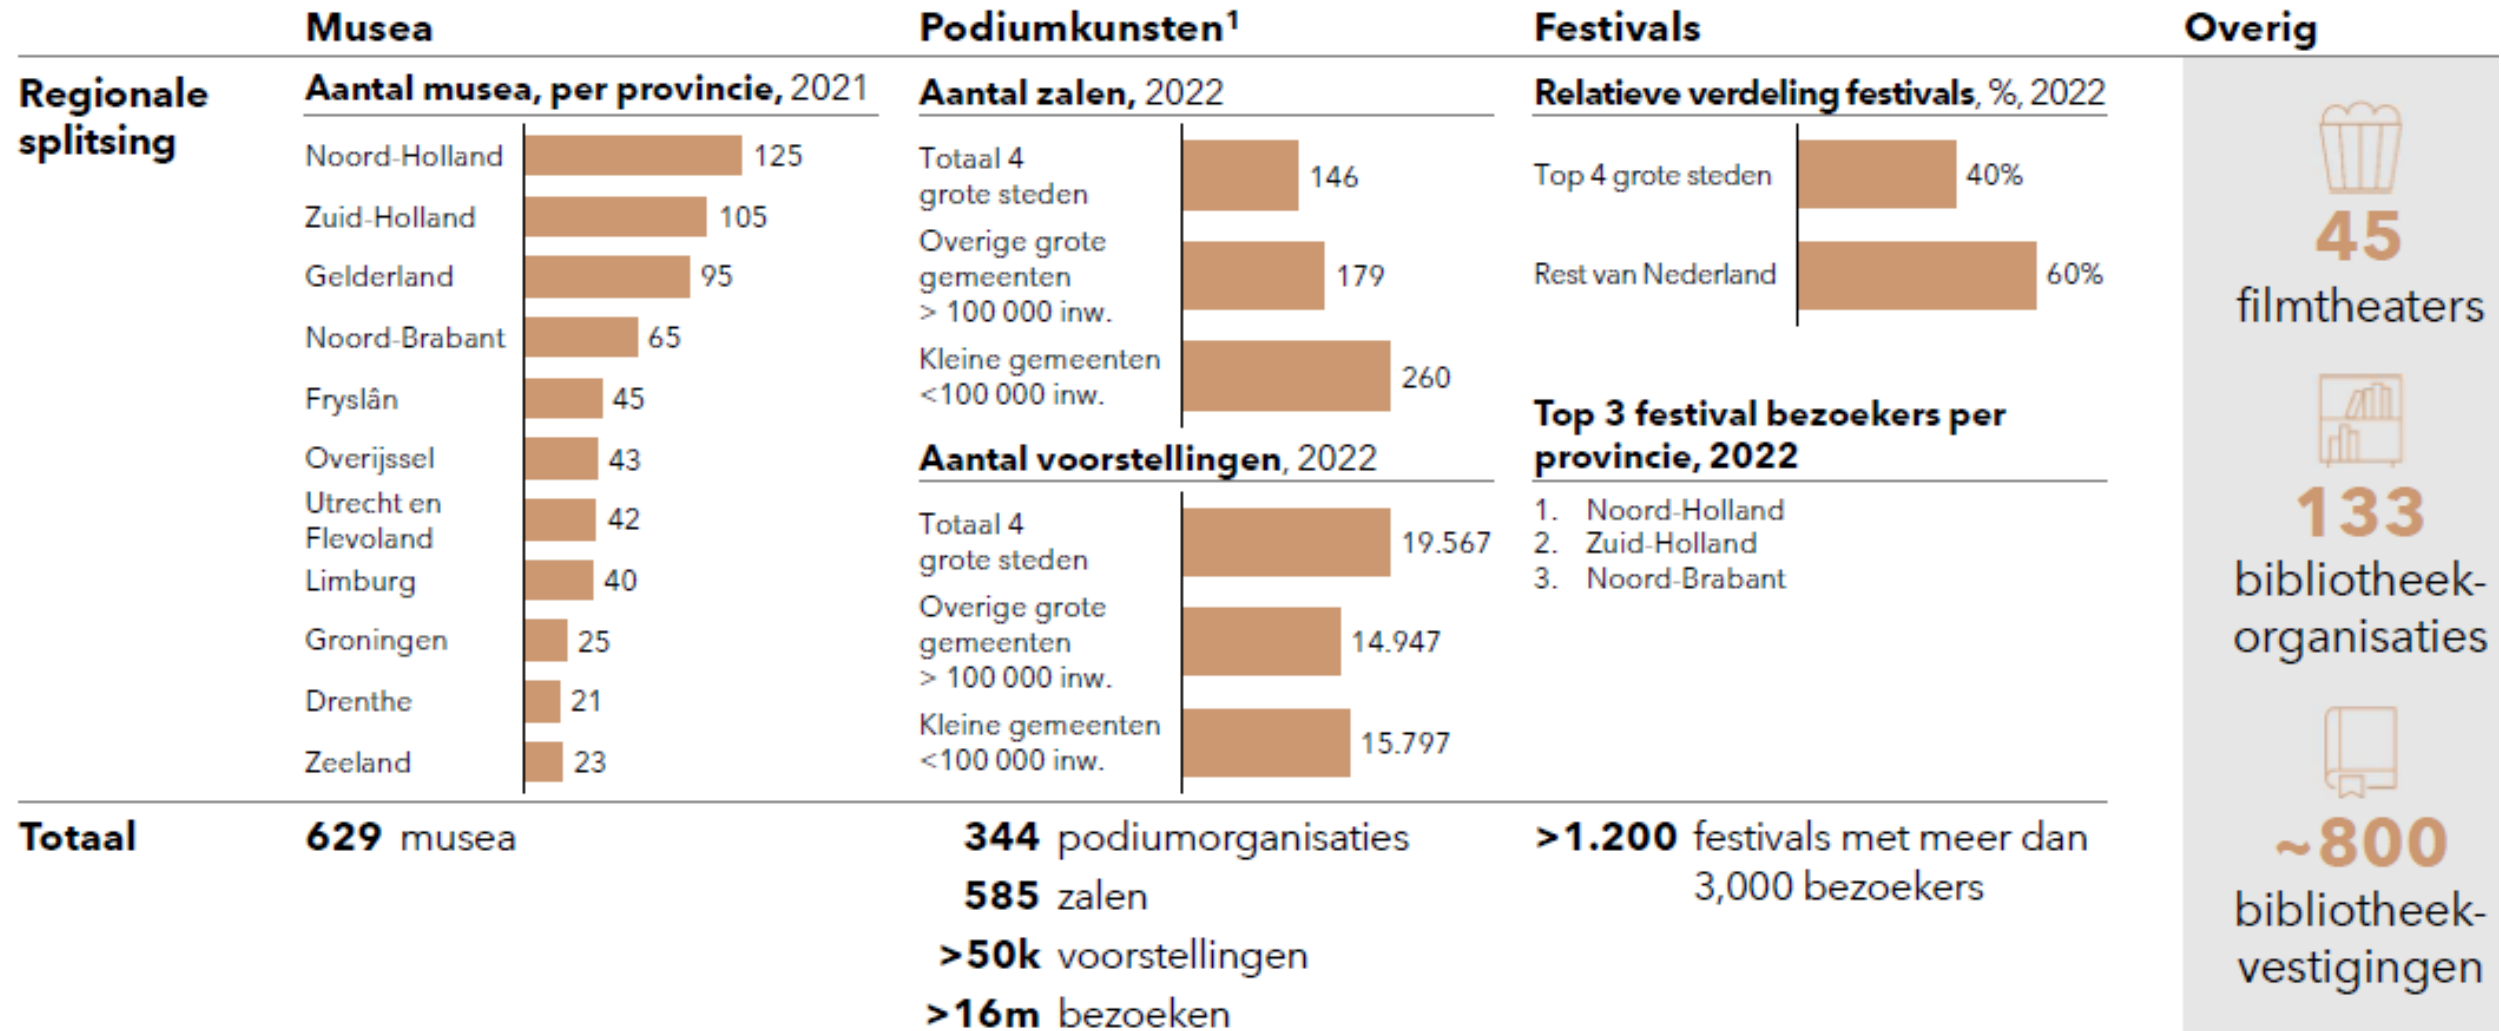 Musea
Podiumkunsten¹
Festivals
Overig
Regionale
splitsing
Aantal musea, per provincie, 2021
Noord-Holland 125
Zuid-Holland 105
Gelderland 95
Noord-Brabant 65
Fryslân 45
Overijssel 43
Utrecht en
Flevoland 42
Limburg 40
Groningen 25
Drenthe 21
Zeeland 23
Aantal zalen, 2022
Totaal 4
grote steden 146
Overige grote
gemeenten 179
> 100 000 inw.
Kleine gemeenten
<100 000 inw. 260
Aantal voorstellingen, 2022
Totaal 4
grote steden 19.567
Overige grote
gemeenten 14.947
> 100 000 inw.
Kleine gemeenten
<100 000 inw. 15.797
Relatieve verdeling festivals, %, 2022
Top 4 grote steden 40%
Rest van Nederland 60%
Top 3 festival bezoekers per
provincie, 2022
1. Noord-Holland
2. Zuid-Holland
3. Noord-Brabant
45
filmtheaters
133
bibliotheek-
organisaties
~800
bibliotheek-
vestigingen
Totaal
629 musea
344 podiumorganisaties
585 zalen
>50k voorstellingen
>16m bezoeken
>1.200 festivals met meer dan
3,000 bezoekers